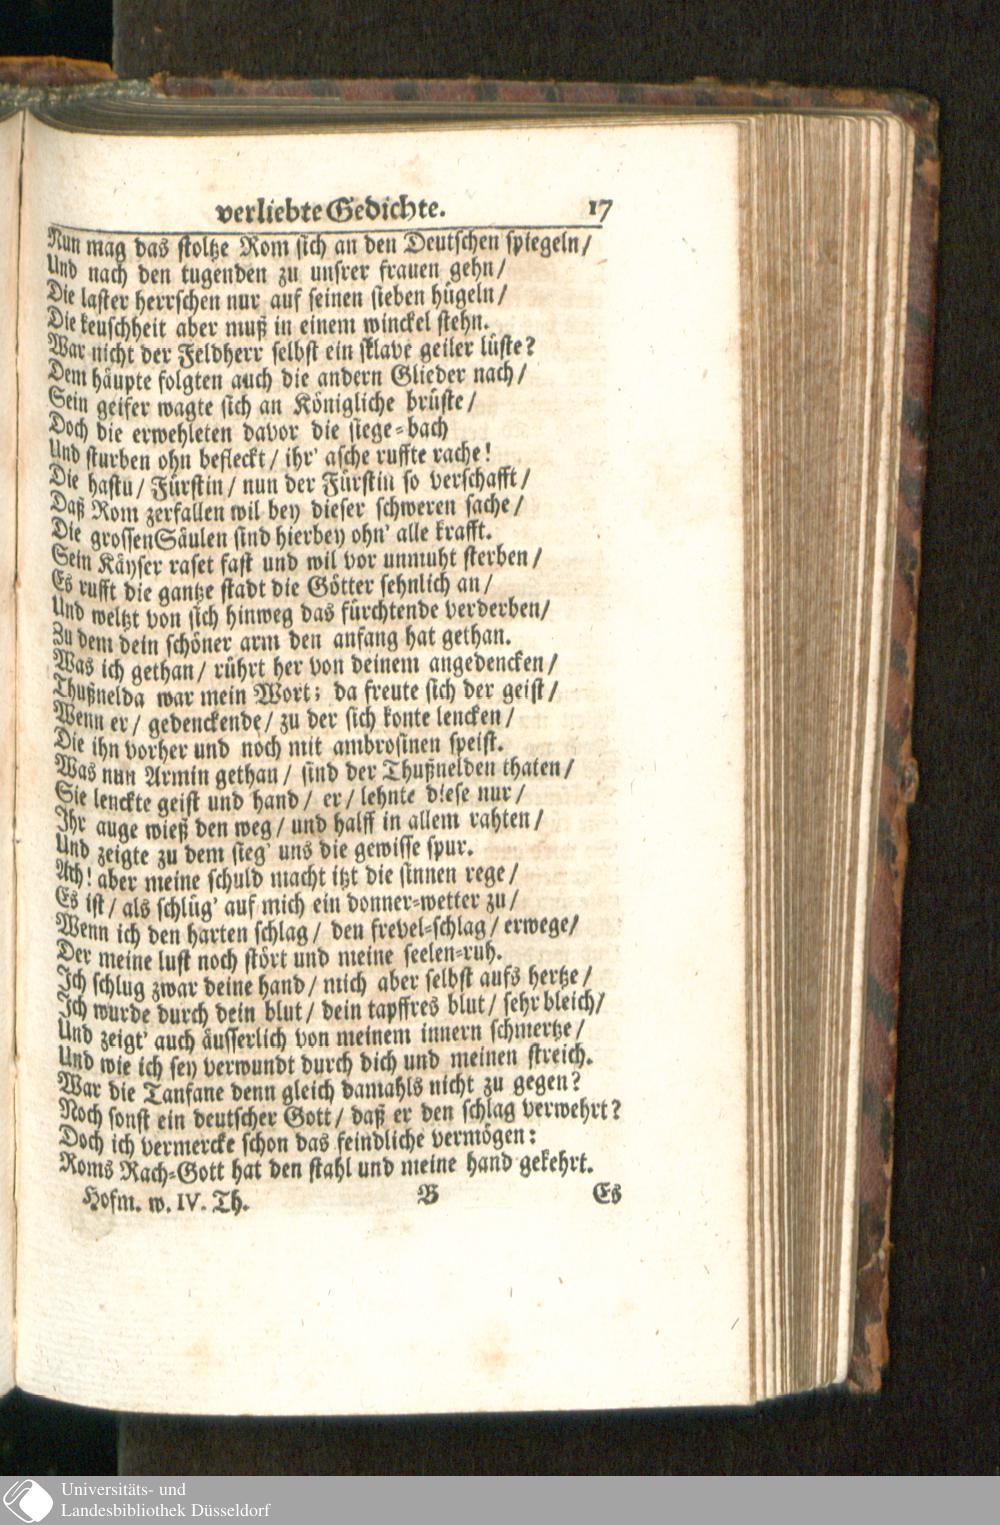 verliebte Gedichte. 17
Nun mag das stoltze Rom sich an den Deutschen spiegeln/
Und nach den tugenden zu unsrer frauen gehn/
Die laster herrschen nur auf seinen sieben hügeln/
Die keuschheit aber muß in einem winckel stehn.
War nicht der Feldherr selbst ein sklave geiler lüste?
Dem häupte folgten auch die andern Glieder nach/
Sein geifer wagte sich an Königliche brüste/
Doch die erwehleten davor die siege-bach
Und sturben ohn befleckt/ ihr' asche ruffte rache!
Die hastu/ Fürstin/ nun der Fürstin so verschafft/
Daß Rom zerfallen wil bey dieser schweren sache/
Die grossen Säulen sind hierbey ohn' alle krafft.
Sein Käyser raset fast und wil vor unmuht sterben/
Es rufft die gantze stadt die Götter sehnlich an/
Und weltzt von sich hinweg das fürchtende verderben/
Zu dem dein schöner arm den anfang hat gethan.
Was ich gethan/ rührt her von deinem angedencken/
Thußnelda war mein Wort; da freute sich der geist/
Wenn er/ gedenckende/ zu der sich konte lencken/
Die ihn vorher und noch mit ambrosinen speist.
Was nun Armin gethan/ sind der Thußnelden thaten/
Sie lenckte geist und hand/ er/ lehnte diese nur/
Ihr auge wieß den weg/ und halff in allem rahten/
Und zeigte zu dem sieg' uns die gewisse spur.
Ach! aber meine schuld macht itzt die sinnen rege/
Es ist/ als schlüg' auf mich ein donner-wetter zu/
Wenn ich den harten schlag/ den frevel-schlag/ erwege/
Der meine lust noch stört und meine seelen-ruh.
Ich schlug zwar deine hand/ mich aber selbst aufs hertze/
Ich wurde durch dein blut/ dein tapffres blut/ sehr bleich/
Und zeigt' auch äusserlich von meinem innern schmertze/
Und wie ich sey verwundt durch dich und meinen streich.
War die Tanfane denn gleich damahls nicht zu gegen?
Noch sonst ein deutscher Gott/ daß er den schlag verwehrt?
Doch ich vermercke schon das feindliche vermögen:
Roms Rach-Gott hat den stahl und meine hand gekehrt.
Hofm. w. IV. Th. B Es
Universitäts- und
Landesbibliothek Düsseldorf